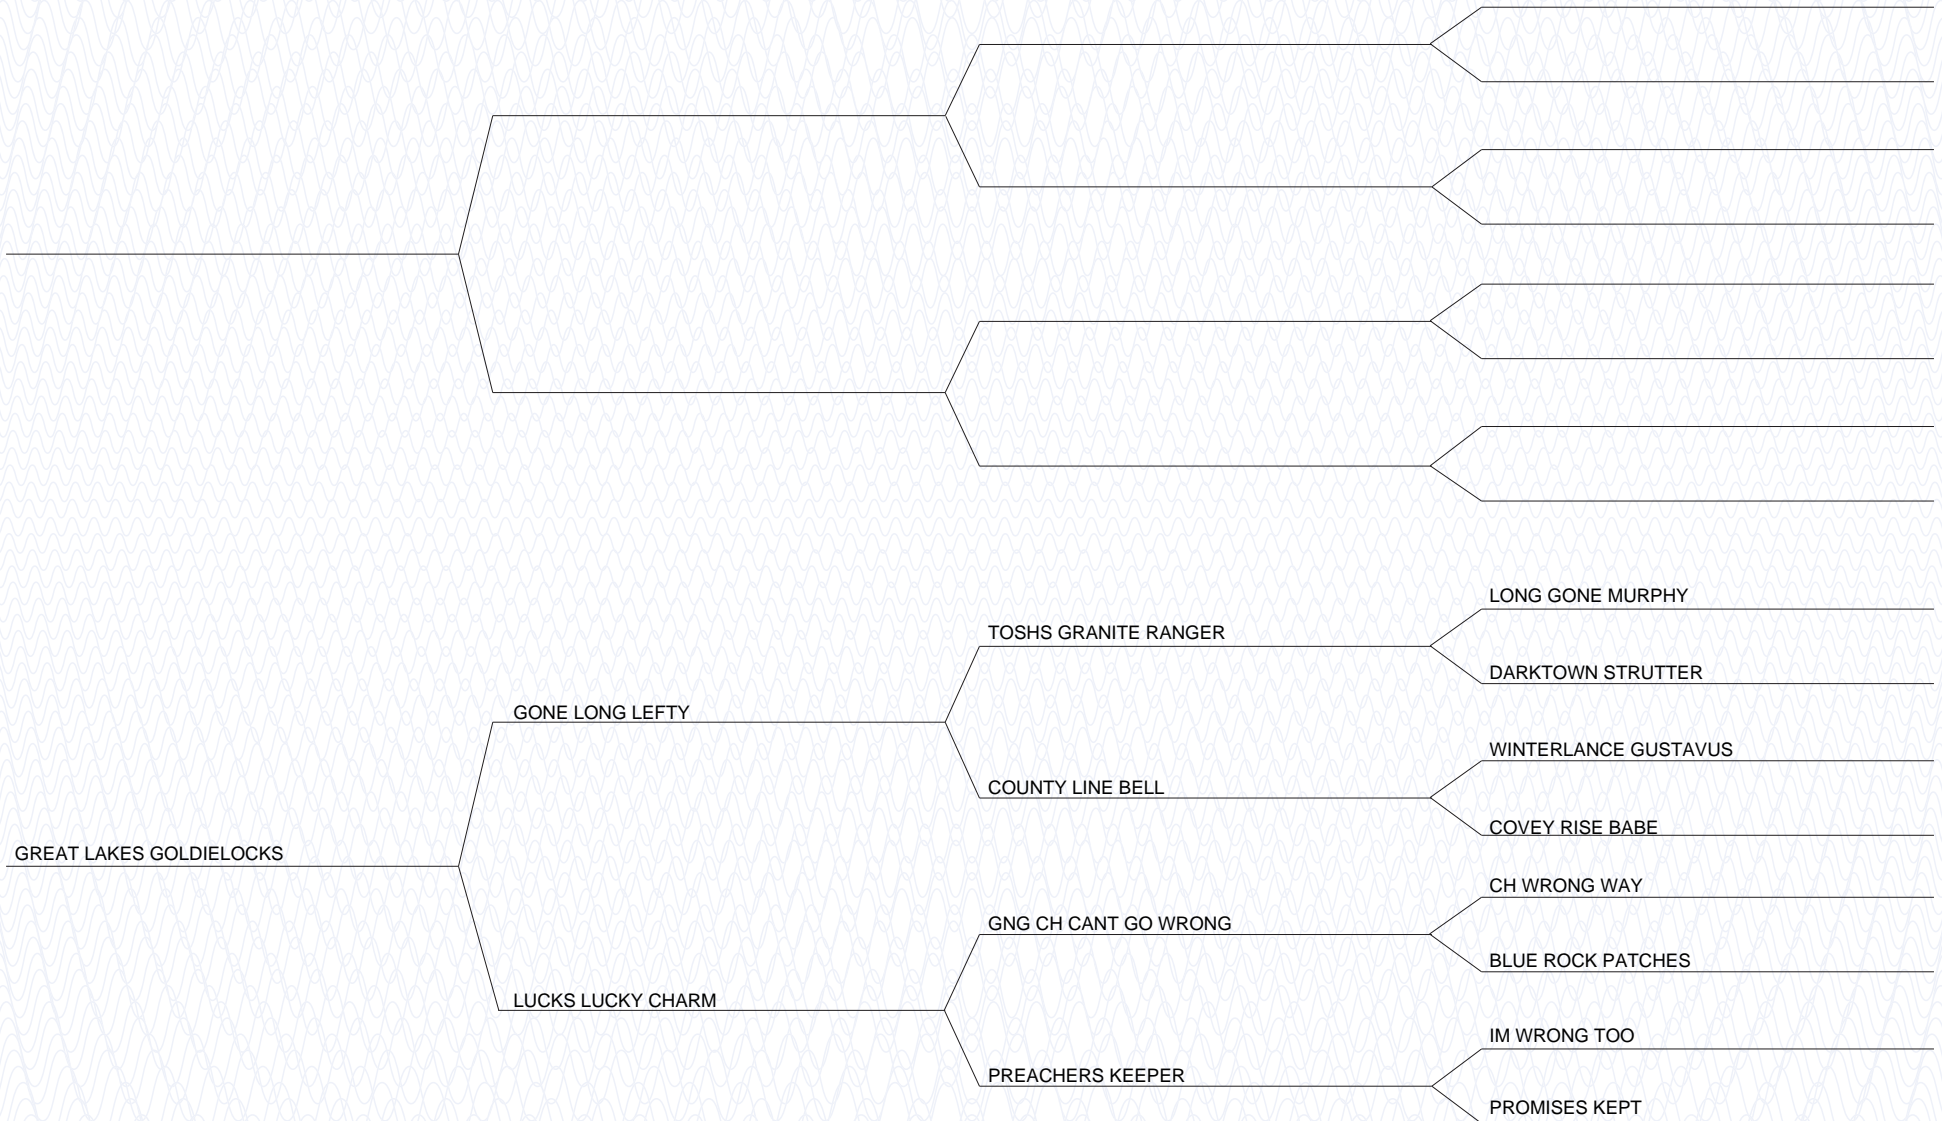 LONG GONE MURPHY
TOSHS GRANITE RANGER
DARKTOWN STRUTTER
GONE LONG LEFTY
WINTERLANCE GUSTAVUS
COUNTY LINE BELL
COVEY RISE BABE
GREAT LAKES GOLDIELOCKS
CH WRONG WAY
GNG CH CANT GO WRONG
BLUE ROCK PATCHES
LUCKS LUCKY CHARM
IM WRONG TOO
PREACHERS KEEPER
PROMISES KEPT